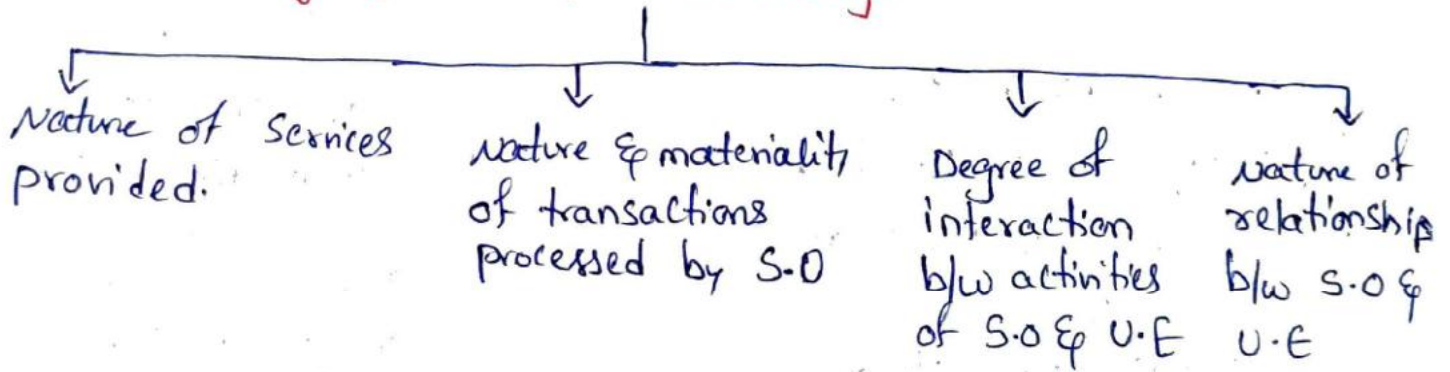 Nature of Services
provided.
Nature & materiality
of transactions
processed by S.O
Degree of
interaction
b/w activities
of S.O & U.E
Nature of
relationship
b/w S.O &
U.E